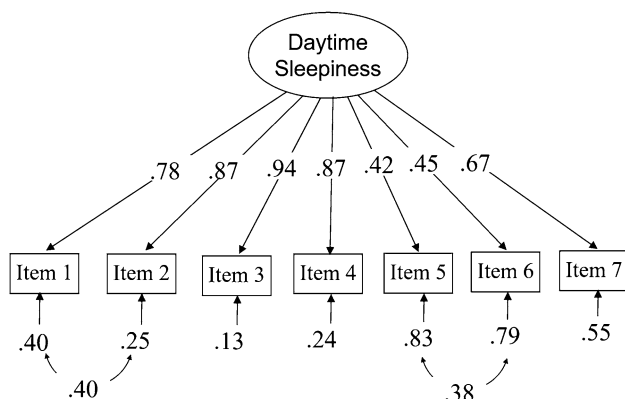 Daytime
Sleepiness
.78 .87 .94 .87 .42 .45 .67
Item 1 Item 2 Item 3 Item 4 Item 5 Item 6 Item 7
.40 .25 .13 .24 .83 .79 .55
.40 .38